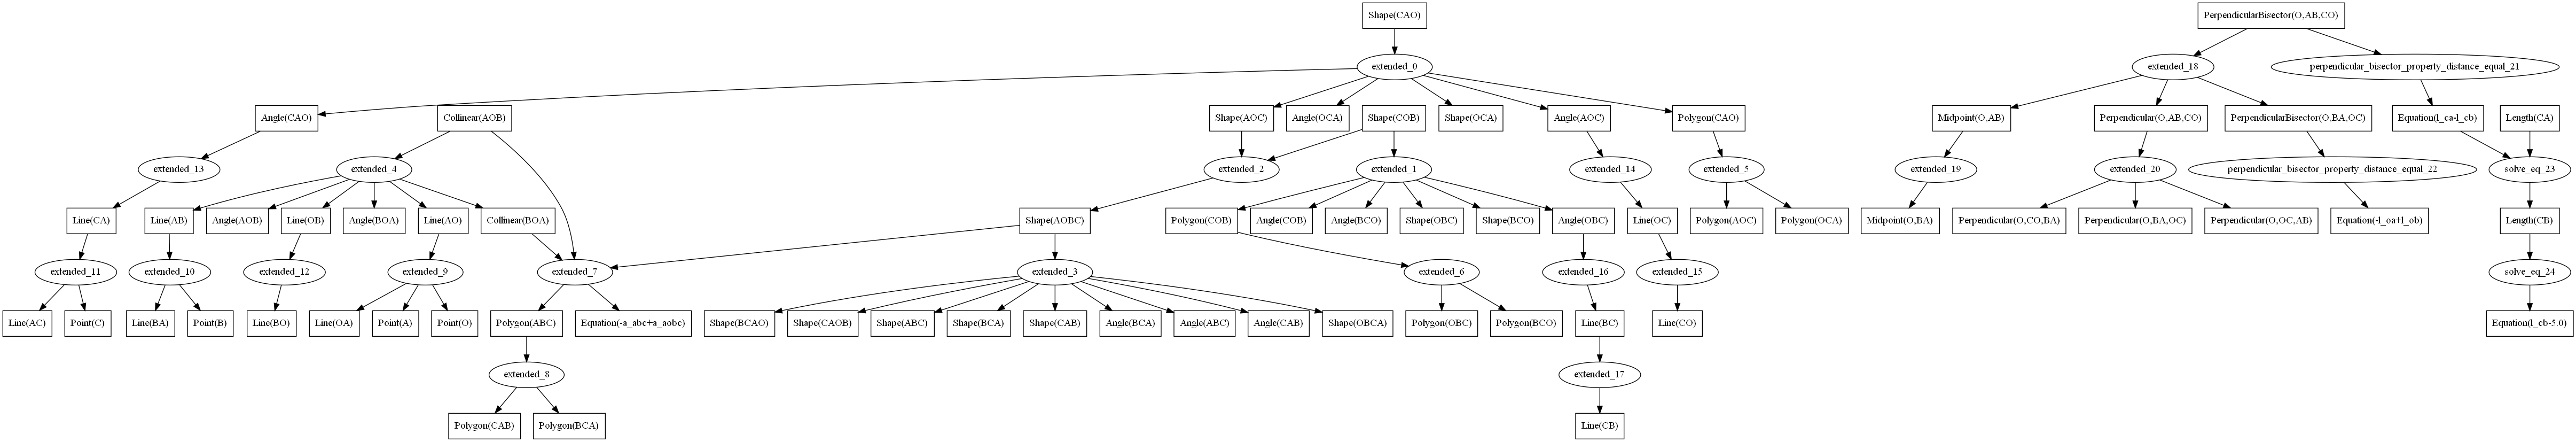 Shape(CAO)
PerpendicularBisector(O,AB,CO)
extended_0
extended_18
perpendicular_bisector_property_distance_equal_21
Angle(CAO)
Collinear(AOB)
Shape(AOC)
Angle(OCA)
Shape(COB)
Shape(OCA)
Angle(AOC)
Polygon(CAO)
Midpoint(O,AB)
Perpendicular(O,AB,CO)
PerpendicularBisector(O,BA,OC)
Equation(l_ca-l_cb)
Length(CA)
extended_13
extended_4
extended_2
extended_1
extended_14
extended_5
extended_19
extended_20
perpendicular_bisector_property_distance_equal_22
solve_eq_23
Line(CA)
Line(AB)
Angle(AOB)
Line(OB)
Angle(BOA)
Line(AO)
Collinear(BOA)
Shape(AOBC)
Polygon(COB)
Angle(COB)
Angle(BCO)
Shape(OBC)
Shape(BCO)
Angle(OBC)
Line(OC)
Polygon(AOC)
Polygon(OCA)
Midpoint(O,BA)
Perpendicular(O,CO,BA)
Perpendicular(O,BA,OC)
Perpendicular(O,OC,AB)
Equation(-l_oa+l_ob)
Length(CB)
extended_11
extended_10
extended_12
extended_9
extended_7
extended_3
extended_6
extended_16
extended_15
solve_eq_24
Line(AC)
Point(C)
Line(BA)
Point(B)
Line(BO)
Line(OA)
Point(A)
Point(O)
Polygon(ABC)
Equation(-a_abc+a_aobc)
Shape(BCAO)
Shape(CAOB)
Shape(ABC)
Shape(BCA)
Shape(CAB)
Angle(BCA)
Angle(ABC)
Angle(CAB)
Shape(OBCA)
Polygon(OBC)
Polygon(BCO)
Line(BC)
Line(CO)
Equation(l_cb-5.0)
extended_8
extended_17
Polygon(CAB)
Polygon(BCA)
Line(CB)